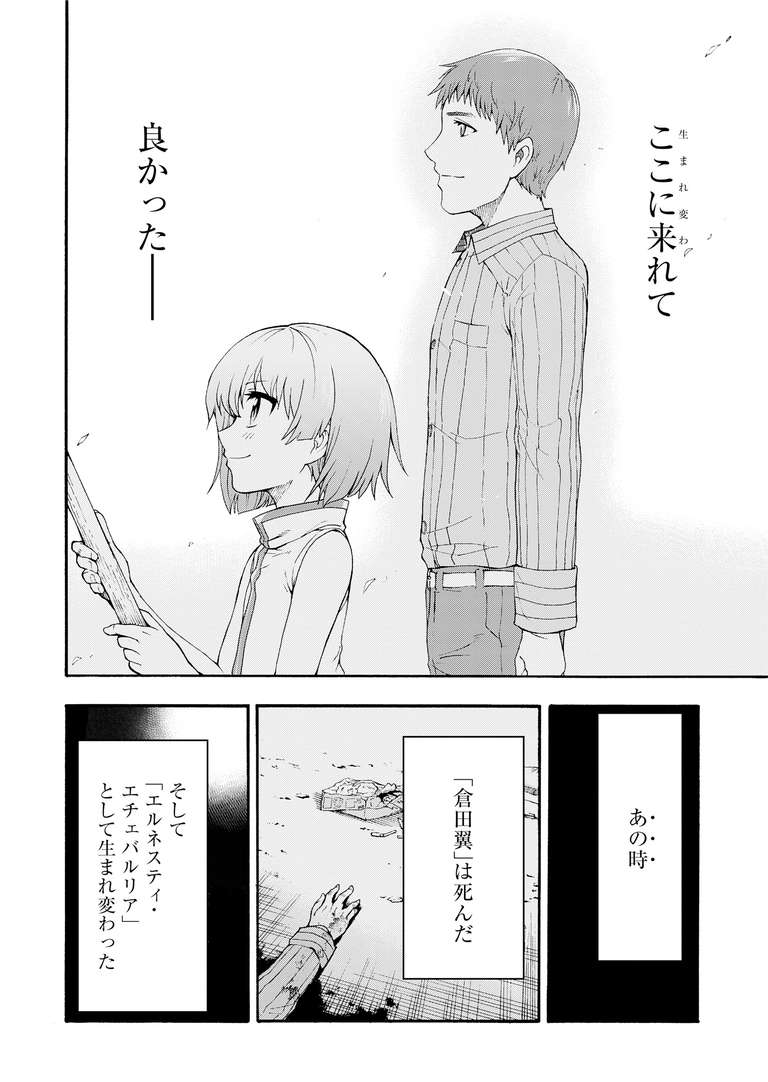 ここに来れて
生まれ変わ
良かった──
あの時
「倉田翼」は死んだ
そして
「エルネスティ・
エチェバルリア」
として生まれ変わった